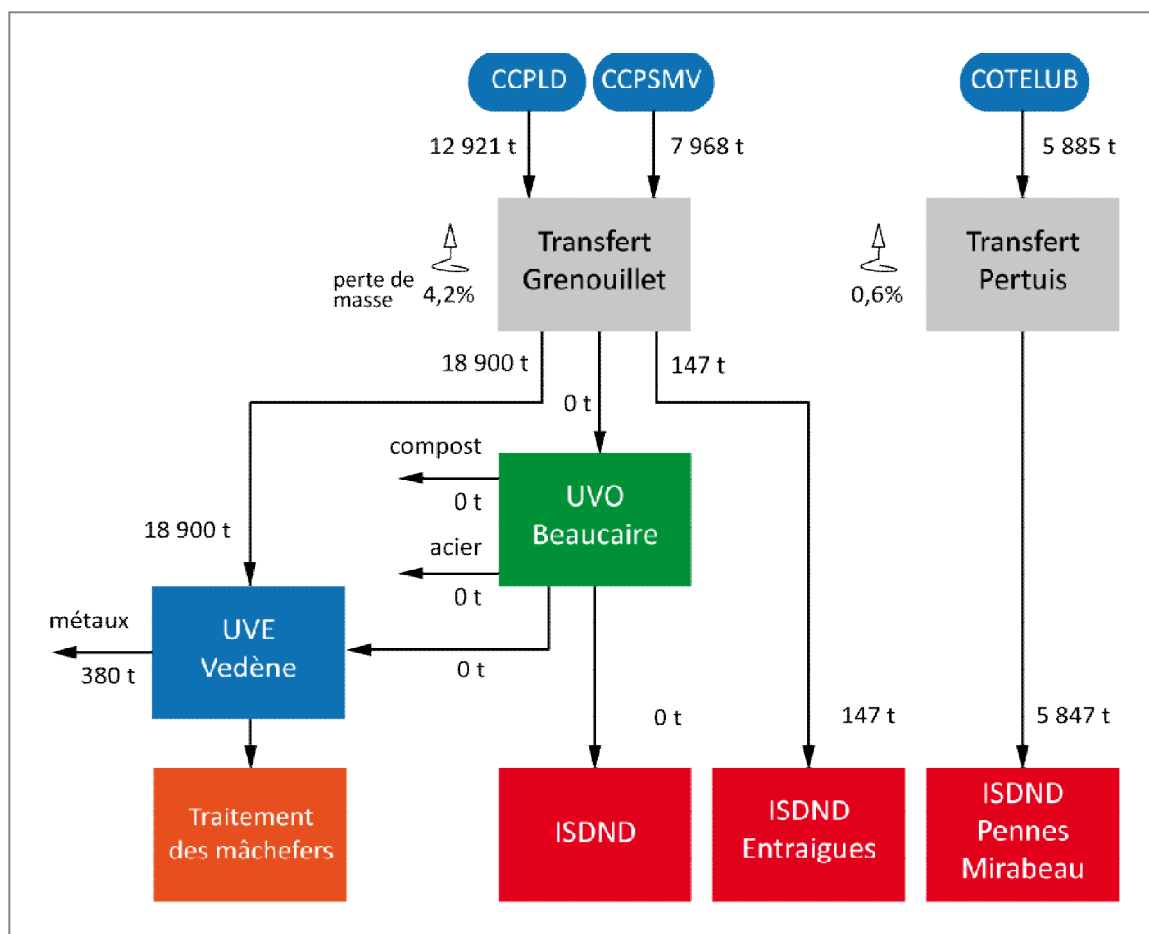 CCPLD
CCPSMV
COTELUB
12 921 t
7 968 t
5 885 t
Transfert
Grenouillet
Transfert
Pertuis
perte de
masse
4,2%
0,6%
18 900 t
147 t
0 t
compost
0 t
UVO
Beaucaire
18 900 t
acier
0 t
métaux
380 t
UVE
Vedène
0 t
0 t
147 t
5 847 t
Traitement
des mâchefers
ISDND
ISDND
Entraigues
ISDND
Pennes
Mirabeau